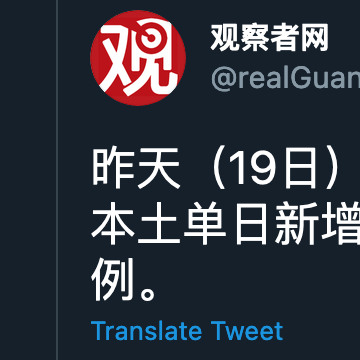 观
观察者网
@realGuan
昨天（19日）
本土单日新增
例。
Translate Tweet